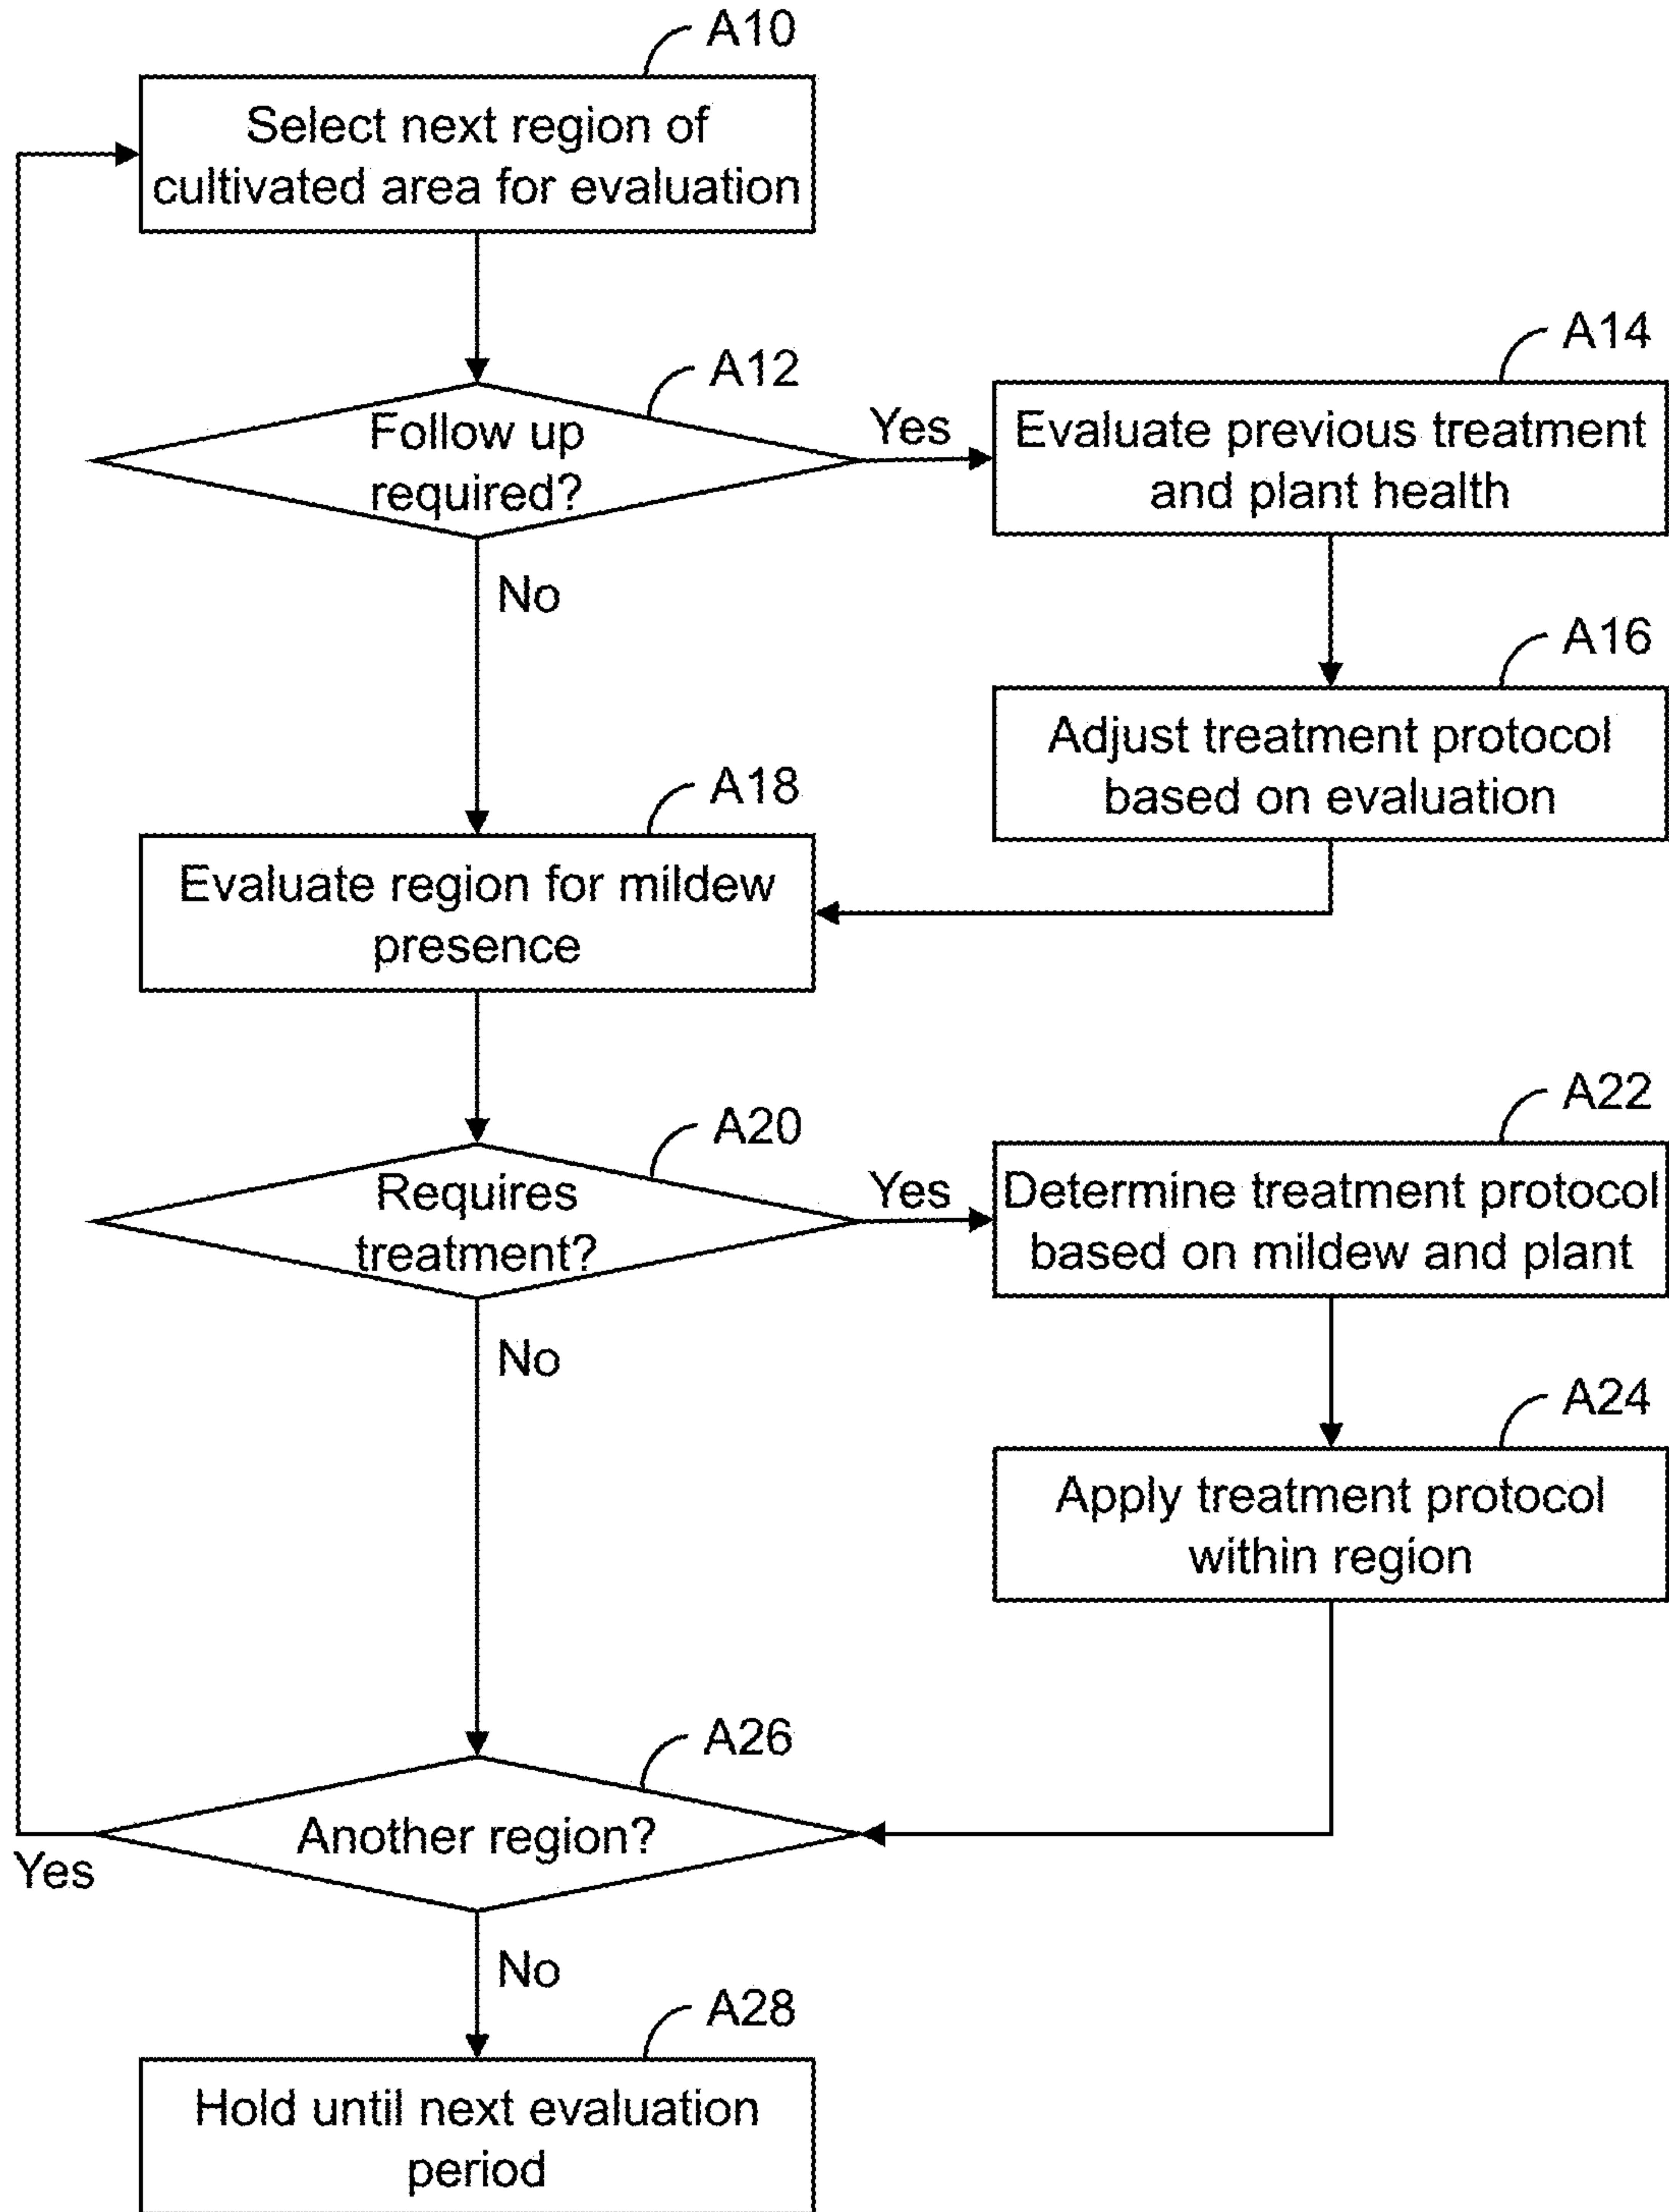 A10
Select next region of
cultivated area for evaluation
A12
Follow up
required?
Yes
No
A14
Evaluate previous treatment
and plant health
A16
Adjust treatment protocol
based on evaluation
A18
Evaluate region for mildew
presence
A20
Requires
treatment?
Yes
No
A22
Determine treatment protocol
based on mildew and plant
A24
Apply treatment protocol
within region
A26
Another region?
Yes
No
A28
Hold until next evaluation
period